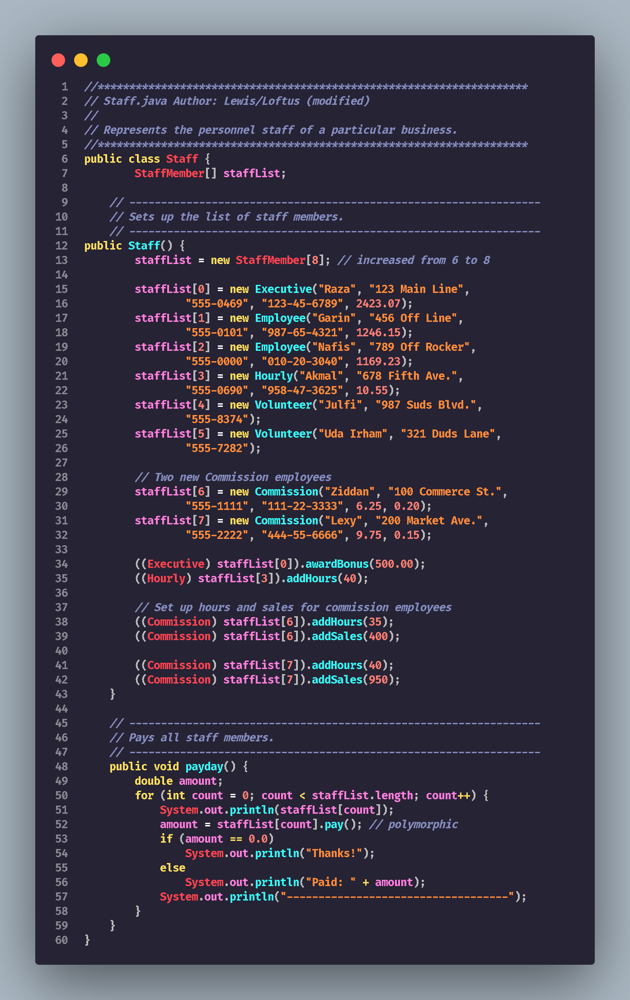 1 //********************************************************************
2 // Staff.java Author: Lewis/Loftus (modified)
3 //
4 // Represents the personnel staff of a particular business.
5 //********************************************************************
6 public class Staff {
7         StaffMember[] staffList;
8
9     // -----------------------------------------------------------------
10     // Sets up the list of staff members.
11     // -----------------------------------------------------------------
12 public Staff() {
13         staffList = new StaffMember[8]; // increased from 6 to 8
14
15         staffList[0] = new Executive("Raza", "123 Main Line",
16                 "555-0469", "123-45-6789", 2423.07);
17         staffList[1] = new Employee("Garin", "456 Off Line",
18                 "555-0101", "987-65-4321", 1246.15);
19         staffList[2] = new Employee("Nafis", "789 Off Rocker",
20                 "555-0000", "010-20-3040", 1169.23);
21         staffList[3] = new Hourly("Akmal", "678 Fifth Ave.",
22                 "555-0690", "958-47-3625", 10.55);
23         staffList[4] = new Volunteer("Julfi", "987 Suds Blvd.",
24                 "555-8374");
25         staffList[5] = new Volunteer("Uda Irham", "321 Duds Lane",
26                 "555-7282");
27
28         // Two new Commission employees
29         staffList[6] = new Commission("Ziddan", "100 Commerce St.",
30                 "555-1111", "111-22-3333", 6.25, 0.20);
31         staffList[7] = new Commission("Lexy", "200 Market Ave.",
32                 "555-2222", "444-55-6666", 9.75, 0.15);
33
34         ((Executive) staffList[0]).awardBonus(500.00);
35         ((Hourly) staffList[3]).addHours(40);
36
37         // Set up hours and sales for commission employees
38         ((Commission) staffList[6]).addHours(35);
39         ((Commission) staffList[6]).addSales(400);
40
41         ((Commission) staffList[7]).addHours(40);
42         ((Commission) staffList[7]).addSales(950);
43     }
44
45     // -----------------------------------------------------------------
46     // Pays all staff members.
47     // -----------------------------------------------------------------
48     public void payday() {
49         double amount;
50         for (int count = 0; count < staffList.length; count++) {
51             System.out.println(staffList[count]);
52             amount = staffList[count].pay(); // polymorphic
53             if (amount == 0.0)
54                 System.out.println("Thanks!");
55             else
56                 System.out.println("Paid: " + amount);
57             System.out.println("-----------------------------------");
58         }
59     }
60 }